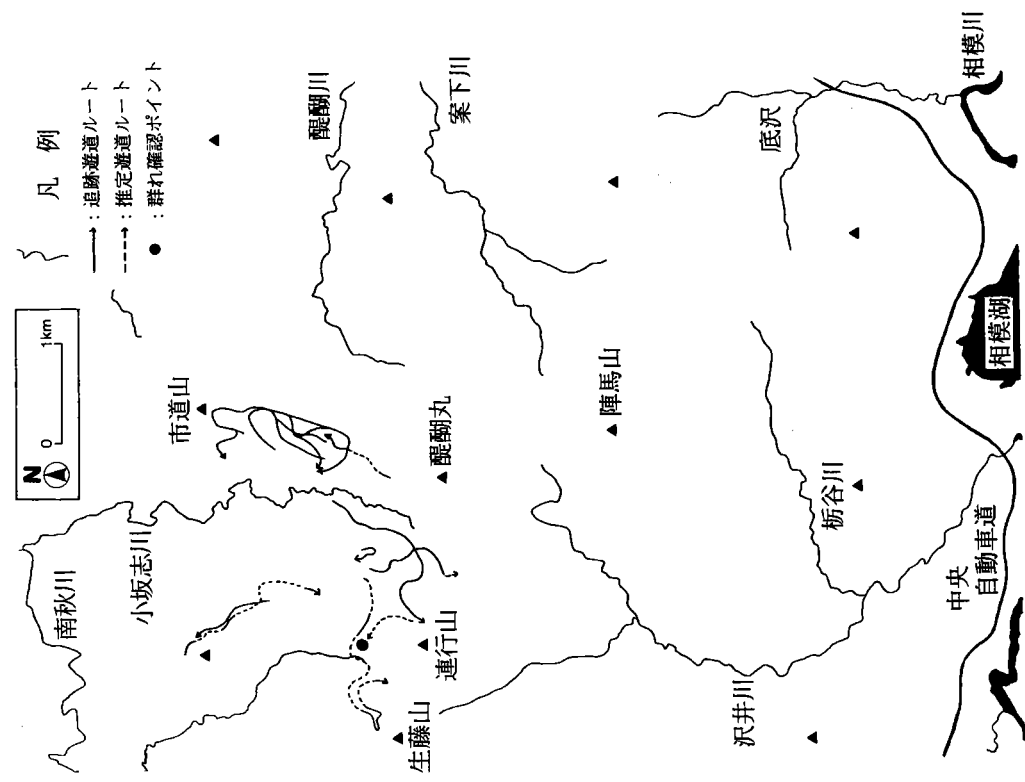 凡例
→：追跡遊道ルート
⇢：推定遊道ルート
●：群れ確認ポイント
N
0 1km
南秋川
小坂志川
市道山
醍醐川
案下川
醍醐丸
連行山
生藤山
陣馬山
底沢
相模川
相模湖
栃谷川
沢井川
中央
自動車道